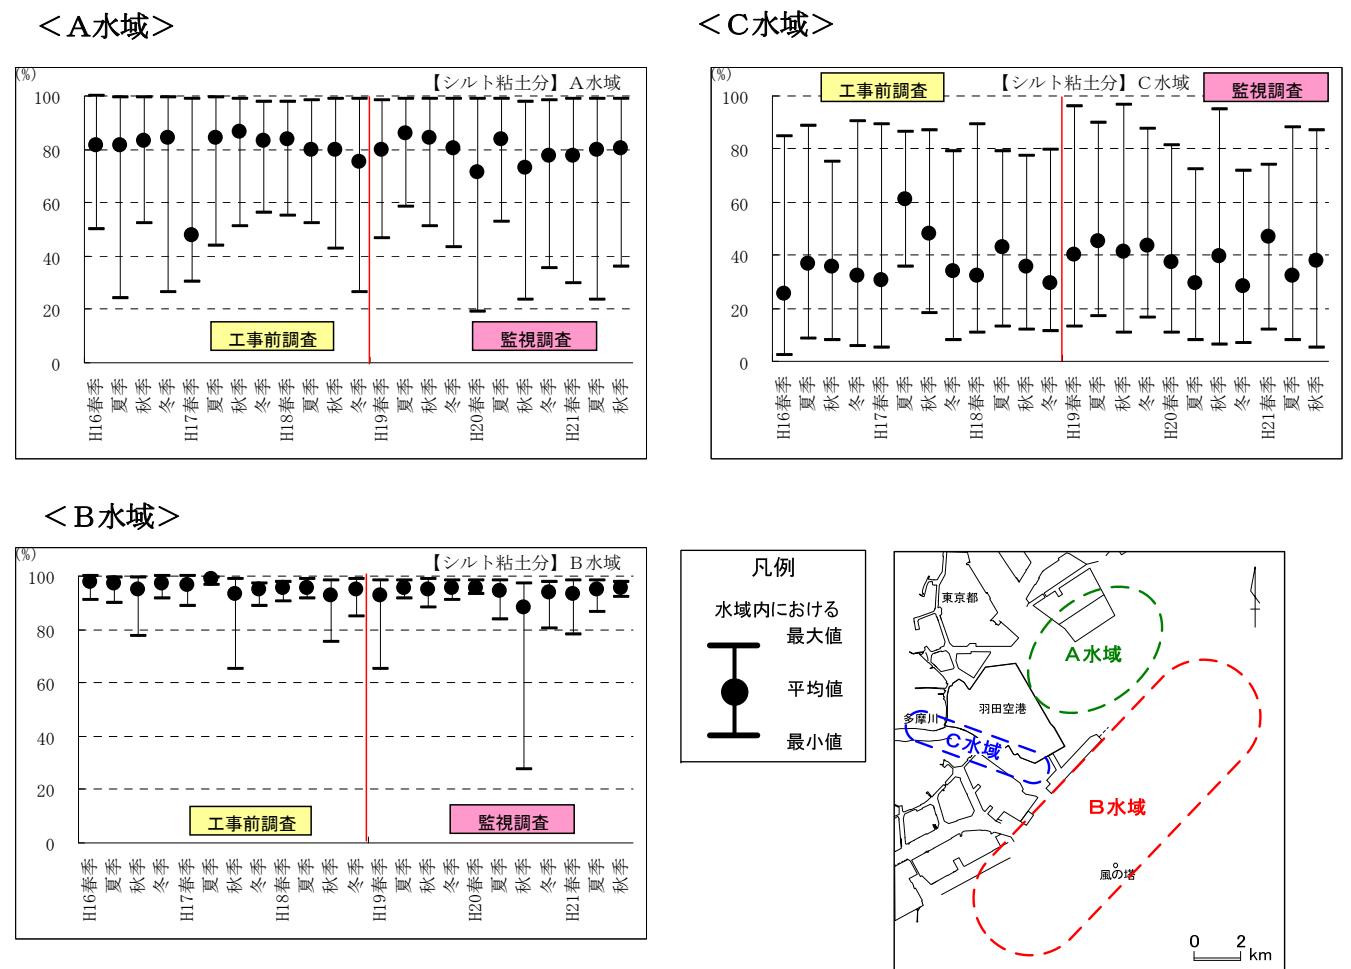 ＜Ａ水域＞
(%)
【シルト粘土分】Ａ水域
100
80
60
40
20
0
工事前調査
監視調査
H16春季
夏季
秋季
冬季
H17春季
夏季
秋季
冬季
H18春季
夏季
秋季
冬季
H19春季
夏季
秋季
冬季
H20春季
夏季
秋季
冬季
H21春季
夏季
秋季
＜Ｃ水域＞
(%)
工事前調査
【シルト粘土分】Ｃ水域
監視調査
100
80
60
40
20
0
H16春季
夏季
秋季
冬季
H17春季
夏季
秋季
冬季
H18春季
夏季
秋季
冬季
H19春季
夏季
秋季
冬季
H20春季
夏季
秋季
冬季
H21春季
夏季
秋季
＜Ｂ水域＞
(%)
【シルト粘土分】Ｂ水域
100
80
60
40
20
0
工事前調査
監視調査
H16春季
夏季
秋季
冬季
H17春季
夏季
秋季
冬季
H18春季
夏季
秋季
冬季
H19春季
夏季
秋季
冬季
H20春季
夏季
秋季
冬季
H21春季
夏季
秋季
凡例
水域内における
最大値
平均値
最小値
東京都
Ａ水域
羽田空港
多摩川
Ｃ水域
Ｂ水域
風の塔
0 2 km